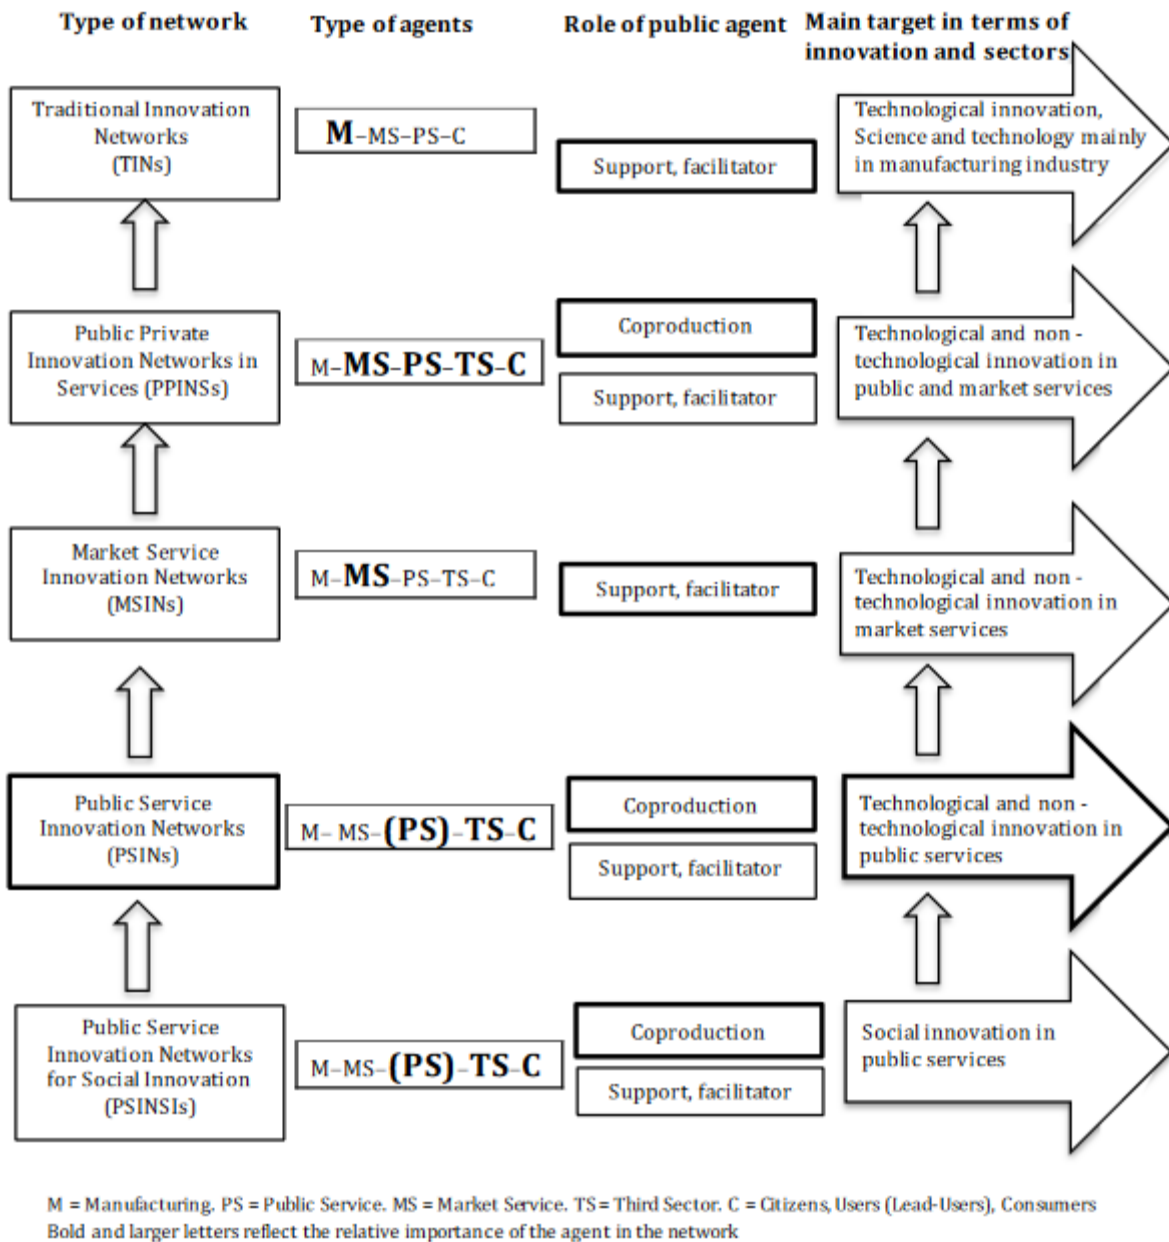 Type of network
Type of agents
Role of public agent
Main target in terms of
innovation and sectors
Traditional Innovation
Networks
(TINs)
M–MS–PS–C
Support, facilitator
Technological innovation,
Science and technology mainly
in manufacturing industry
Public Private
Innovation Networks in
Services (PPINSs)
M–MS–PS–TS–C
Coproduction
Support, facilitator
Technological and non -
technological innovation in
public and market services
Market Service
Innovation Networks
(MSINs)
M–MS–PS–TS–C
Support, facilitator
Technological and non -
technological innovation in
market services
Public Service
Innovation Networks
(PSINs)
M– MS–(PS)–TS–C
Coproduction
Support, facilitator
Technological and non -
technological innovation in
public services
Public Service
Innovation Networks
for Social Innovation
(PSINSIs)
M–MS–(PS)–TS–C
Coproduction
Support, facilitator
Social innovation in
public services
M = Manufacturing. PS = Public Service. MS = Market Service. TS = Third Sector. C = Citizens, Users (Lead-Users), Consumers
Bold and larger letters reflect the relative importance of the agent in the network